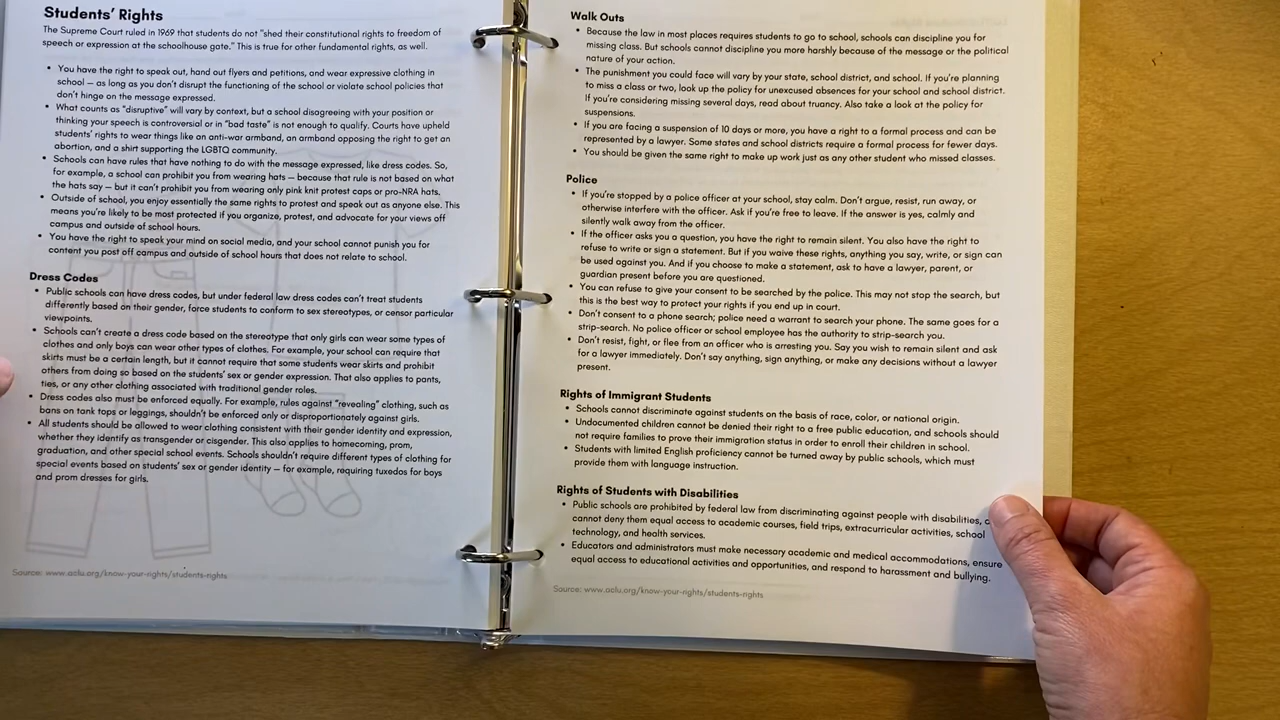 Students' Rights
The Supreme Court ruled in 1969 that students do not "shed their constitutional rights to freedom of
speech or expression at the schoolhouse gate." This is true for other fundamental rights, as well.
• You have the right to speak out, hand out flyers and petitions, and wear expressive clothing in
school — as long as you don't disrupt the functioning of the school or violate school policies that
don't hinge on the message expressed.
• What counts as "disruptive" will vary by context, but a school disagreeing with your position or
thinking your speech is controversial or in "bad taste" is not enough to qualify. Courts have upheld
students' rights to wear things like an anti-war armband, an armband opposing the right to get an
abortion, and a shirt supporting the LGBTQ community.
• Schools can have rules that have nothing to do with the message expressed, like dress codes. So,
for example, a school can prohibit you from wearing hats — because that rule is not based on what
the hats say — but it can't prohibit you from wearing only pink knit protest caps or pro-NRA hats.
• Outside of school, you enjoy essentially the same rights to protest and speak out as anyone else. This
means you're likely to be most protected if you organize, protest, and advocate for your views off
campus and outside of school hours.
• You have the right to speak your mind on social media, and your school cannot punish you for
content you post off campus and outside of school hours that does not relate to school.
Dress Codes
• Public schools can have dress codes, but under federal law dress codes can't treat students
differently based on their gender, force students to conform to sex stereotypes, or censor particular
viewpoints.
• Schools can't create a dress code based on the stereotype that only girls can wear some types of
clothes and only boys can wear other types of clothes. For example, your school can require that
skirts must be a certain length, but it cannot require that some students wear skirts and prohibit
others from doing so based on the students' sex or gender expression. That also applies to pants,
ties, or any other clothing associated with traditional gender roles.
• Dress codes also must be enforced equally. For example, rules against "revealing" clothing, such as
bans on tank tops or leggings, shouldn't be enforced only or disproportionately against girls.
• All students should be allowed to wear clothing consistent with their gender identity and expression,
whether they identify as transgender or cisgender. This also applies to homecoming, prom,
graduation, and other special school events. Schools shouldn't require different types of clothing for
special events based on students' sex or gender identity — for example, requiring tuxedos for boys
and prom dresses for girls.
Source: www.aclu.org/know-your-rights/students-rights
Walk Outs
• Because the law in most places requires students to go to school, schools can discipline you for
missing class. But schools cannot discipline you more harshly because of the message or the political
nature of your action.
• The punishment you could face will vary by your state, school district, and school. If you're planning
to miss a class or two, look up the policy for unexcused absences for your school and school district.
If you're considering missing several days, read about truancy. Also take a look at the policy for
suspensions.
• If you are facing a suspension of 10 days or more, you have a right to a formal process and can be
represented by a lawyer. Some states and school districts require a formal process for fewer days.
• You should be given the same right to make up work just as any other student who missed classes.
Police
• If you're stopped by a police officer at your school, stay calm. Don't argue, resist, run away, or
otherwise interfere with the officer. Ask if you're free to leave. If the answer is yes, calmly and
silently walk away from the officer.
• If the officer asks you a question, you have the right to remain silent. You also have the right to
refuse to write or sign a statement. But if you waive these rights, anything you say, write, or sign can
be used against you. And if you choose to make a statement, ask to have a lawyer, parent, or
guardian present before you are questioned.
• You can refuse to give your consent to be searched by the police. This may not stop the search, but
this is the best way to protect your rights if you end up in court.
• Don't consent to a phone search; police need a warrant to search your phone. The same goes for a
strip-search. No police officer or school employee has the authority to strip-search you.
• Don't resist, fight, or flee from an officer who is arresting you. Say you wish to remain silent and ask
for a lawyer immediately. Don't say anything, sign anything, or make any decisions without a lawyer
present.
Rights of Immigrant Students
• Schools cannot discriminate against students on the basis of race, color, or national origin.
• Undocumented children cannot be denied their right to a free public education, and schools should
not require families to prove their immigration status in order to enroll their children in school.
• Students with limited English proficiency cannot be turned away by public schools, which must
provide them with language instruction.
Rights of Students with Disabilities
• Public schools are prohibited by federal law from discriminating against people with disabilities,
cannot deny them equal access to academic courses, field trips, extracurricular activities, school
technology, and health services.
• Educators and administrators must make necessary academic and medical accommodations, ensure
equal access to educational activities and opportunities, and respond to harassment and bullying.
Source: www.aclu.org/know-your-rights/students-rights